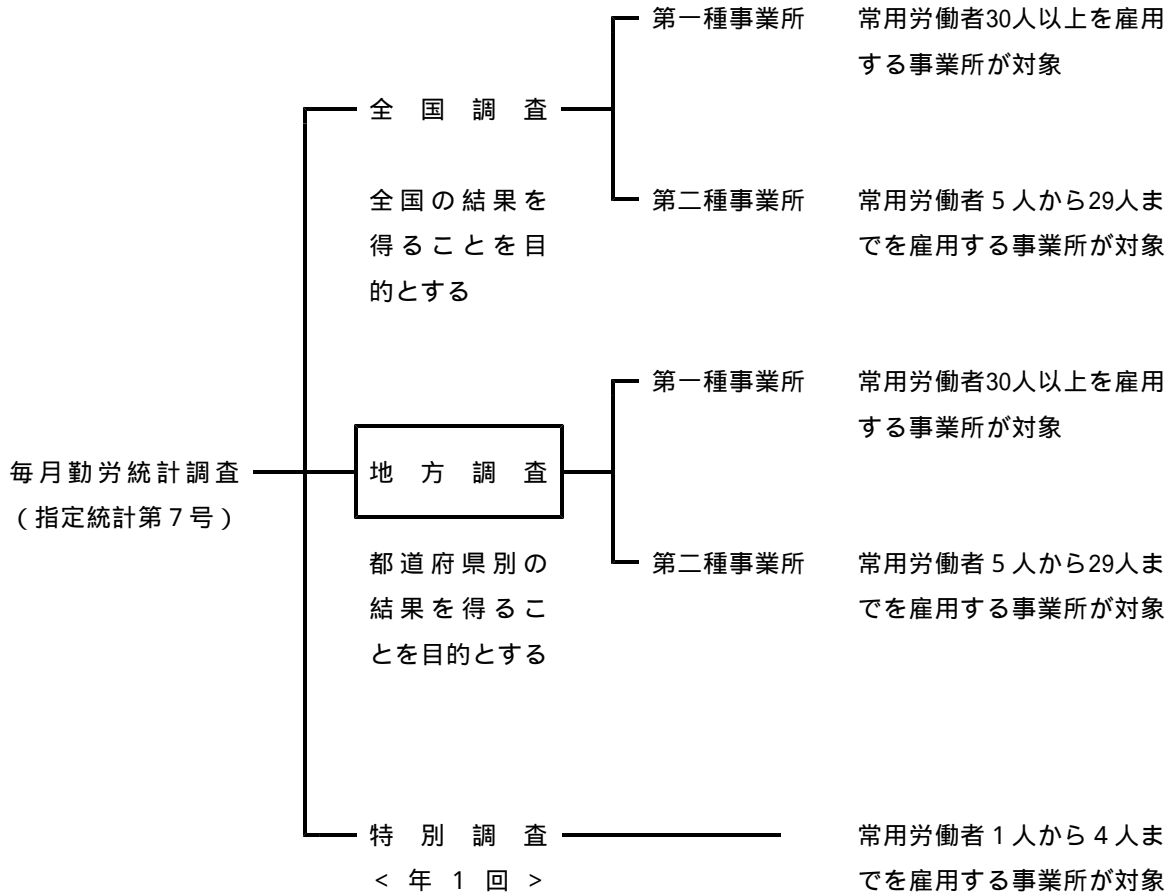 第一種事業所 常用労働者30人以上を雇用
する事業所が対象
全国調査
全国の結果を
得ることを目
的とする
第二種事業所 常用労働者5人から29人ま
でを雇用する事業所が対象
毎月勤労統計調査
(指定統計第7号)
第一種事業所 常用労働者30人以上を雇用
する事業所が対象
地方調査
都道府県別の
結果を得るこ
とを目的とする
第二種事業所 常用労働者5人から29人ま
でを雇用する事業所が対象
特別調査
<年1回>
常用労働者1人から4人ま
でを雇用する事業所が対象